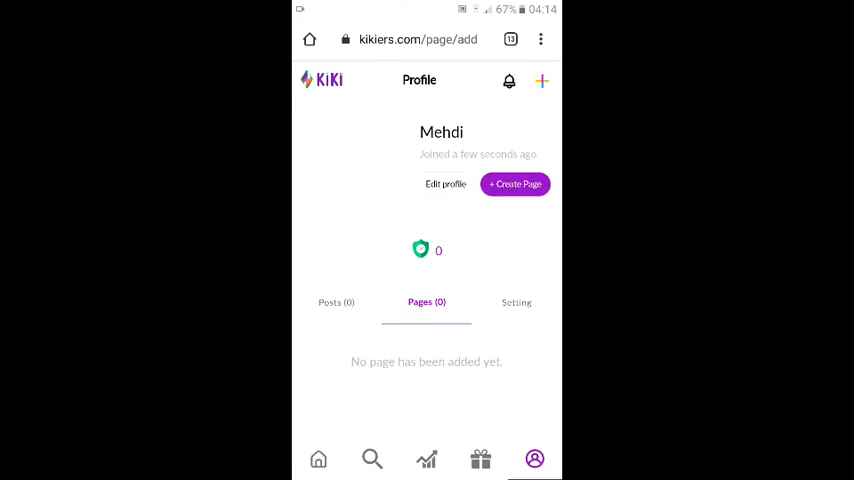 67% 04:14
kikiers.com/page/add 13
KiKi Profile
Mehdi
Joined a few seconds ago
Edit profile + Create Page
0
Posts (0) Pages (0) Setting
No page has been added yet.